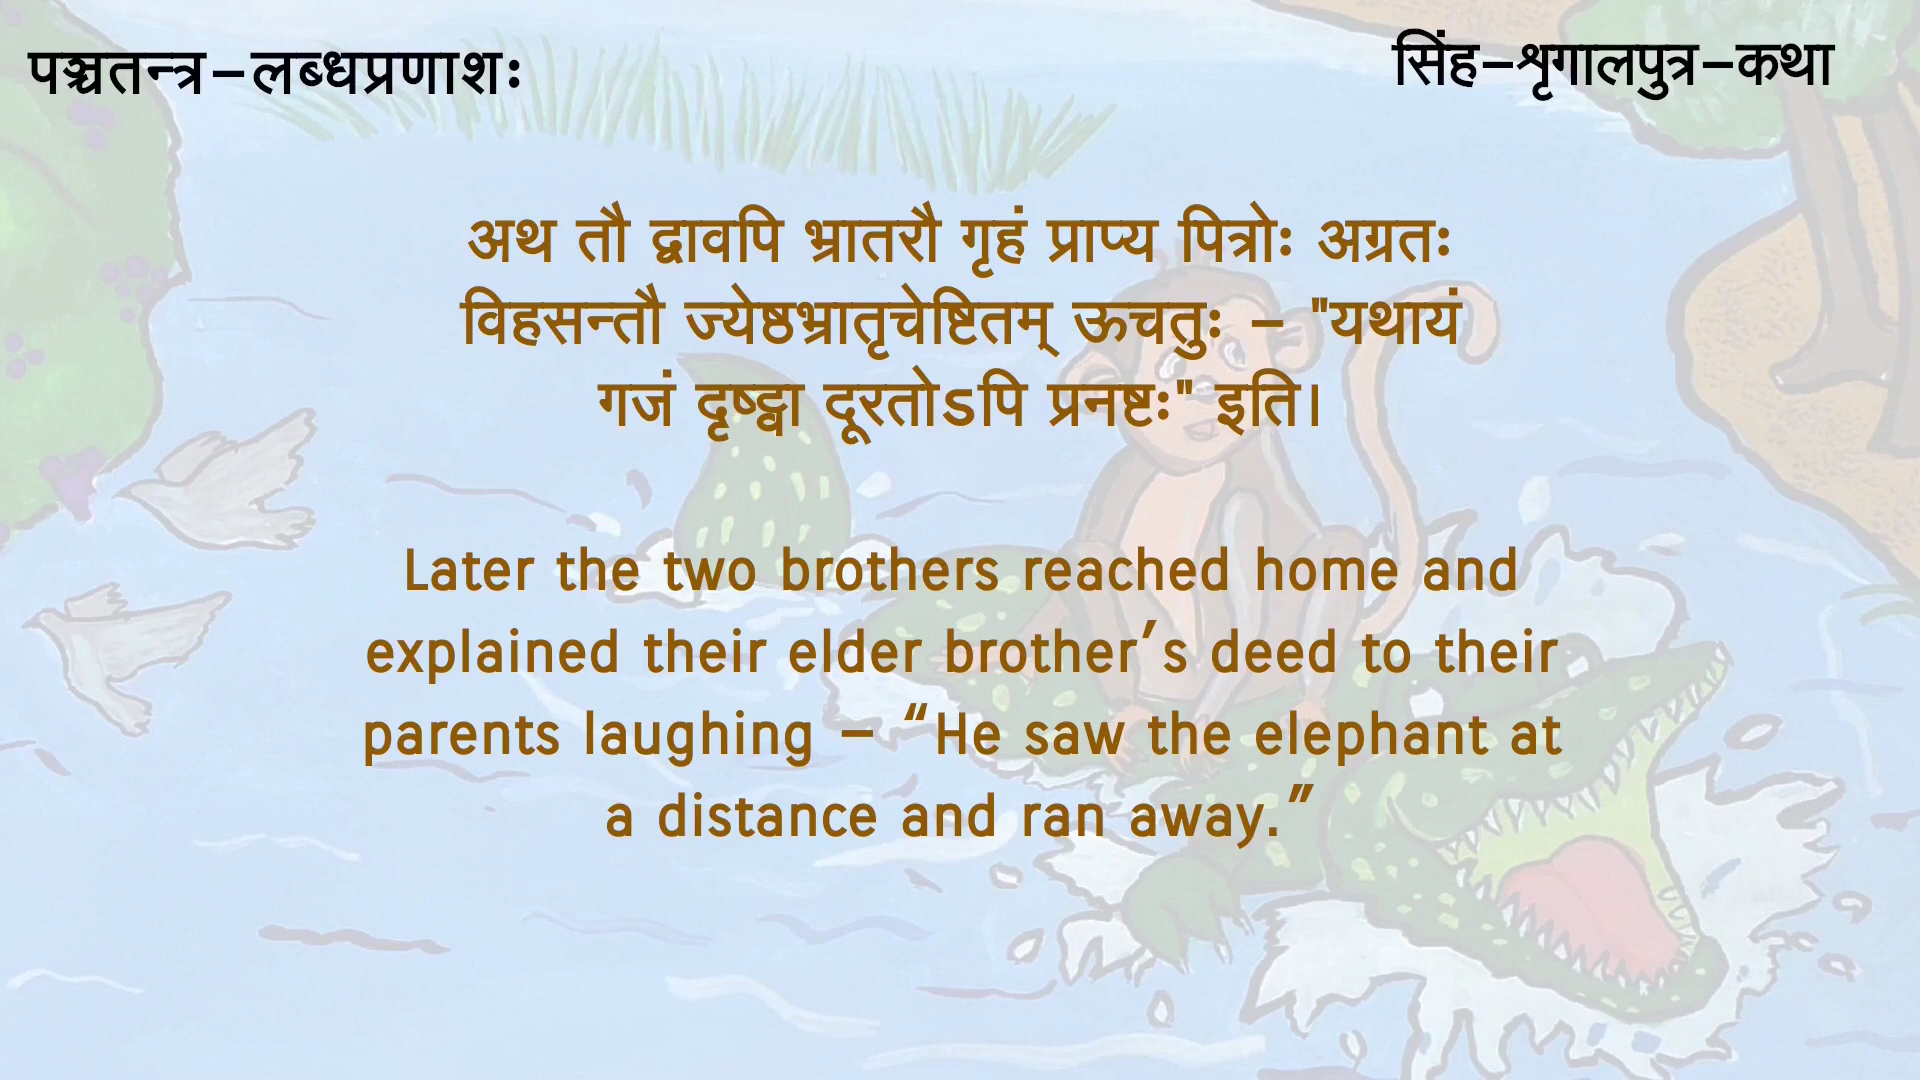 पञ्चतन्त्र-लब्धप्रणाशः
सिंह-शृगालपुत्र-कथा
अथ तौ द्वावपि भ्रातरौ गृहं प्राप्य पित्रोः अग्रतः
विहसन्तौ ज्येष्ठभ्रातृचेष्टितम् ऊचतुः – "यथायं
गजं दृष्ट्वा दूरतोऽपि प्रनष्टः" इति।
Later the two brothers reached home and
explained their elder brother’s deed to their
parents laughing – “He saw the elephant at
a distance and ran away.”